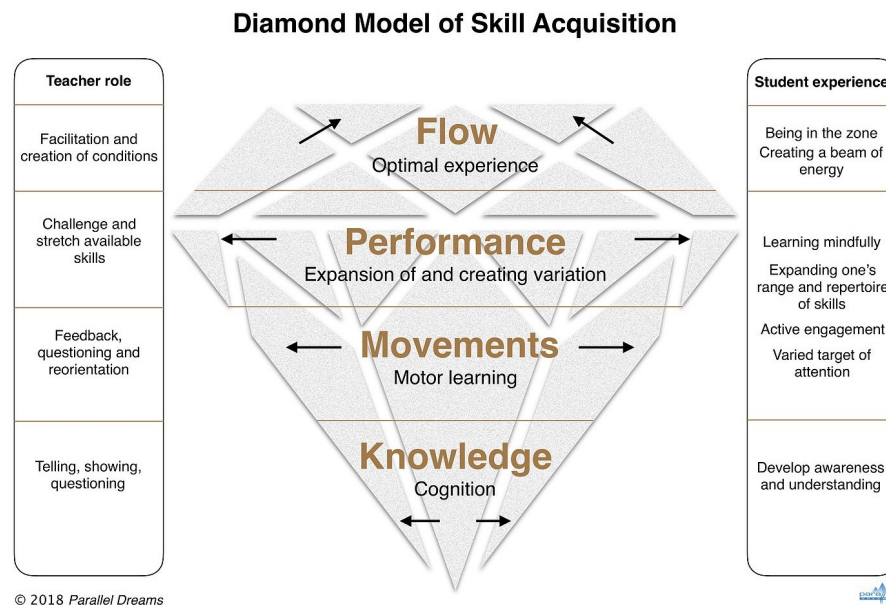 Diamond Model of Skill Acquisition
Teacher role
Facilitation and
creation of conditions
Challenge and
stretch available
skills
Feedback,
questioning and
reorientation
Telling, showing,
questioning
Flow
Optimal experience
Performance
Expansion of and creating variation
Movements
Motor learning
Knowledge
Cognition
Student experience
Being in the zone
Creating a beam of
energy
Learning mindfully
Expanding one's
range and repertoire
of skills
Active engagement
Varied target of
attention
Develop awareness
and understanding
© 2018 Parallel Dreams